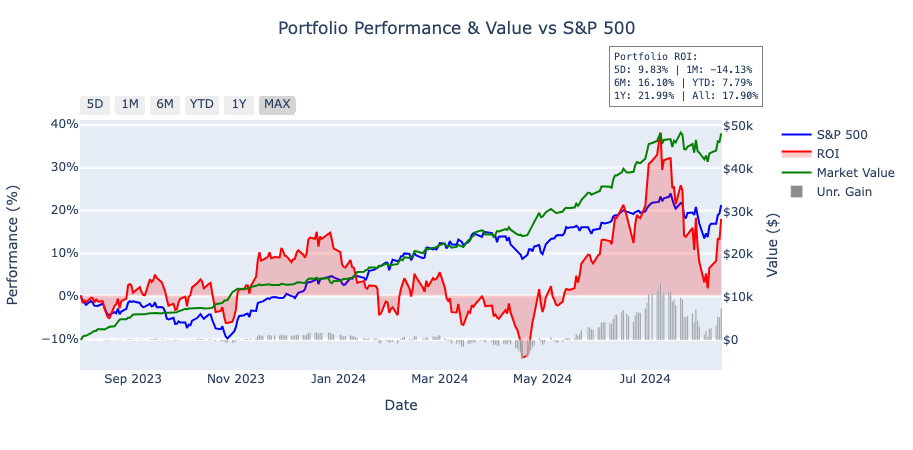 Portfolio Performance & Value vs S&P 500
Portfolio ROI:
5D: 9.83% | 1M: −14.13%
6M: 16.10% | YTD: 7.79%
1Y: 21.99% | All: 17.90%
5D 1M 6M YTD 1Y MAX
40%
30%
20%
10%
0%
−10%
Performance (%)
$50k
$40k
$30k
$20k
$10k
$0
Value ($)
S&P 500
ROI
Market Value
Unr. Gain
Sep 2023 Nov 2023 Jan 2024 Mar 2024 May 2024 Jul 2024
Date